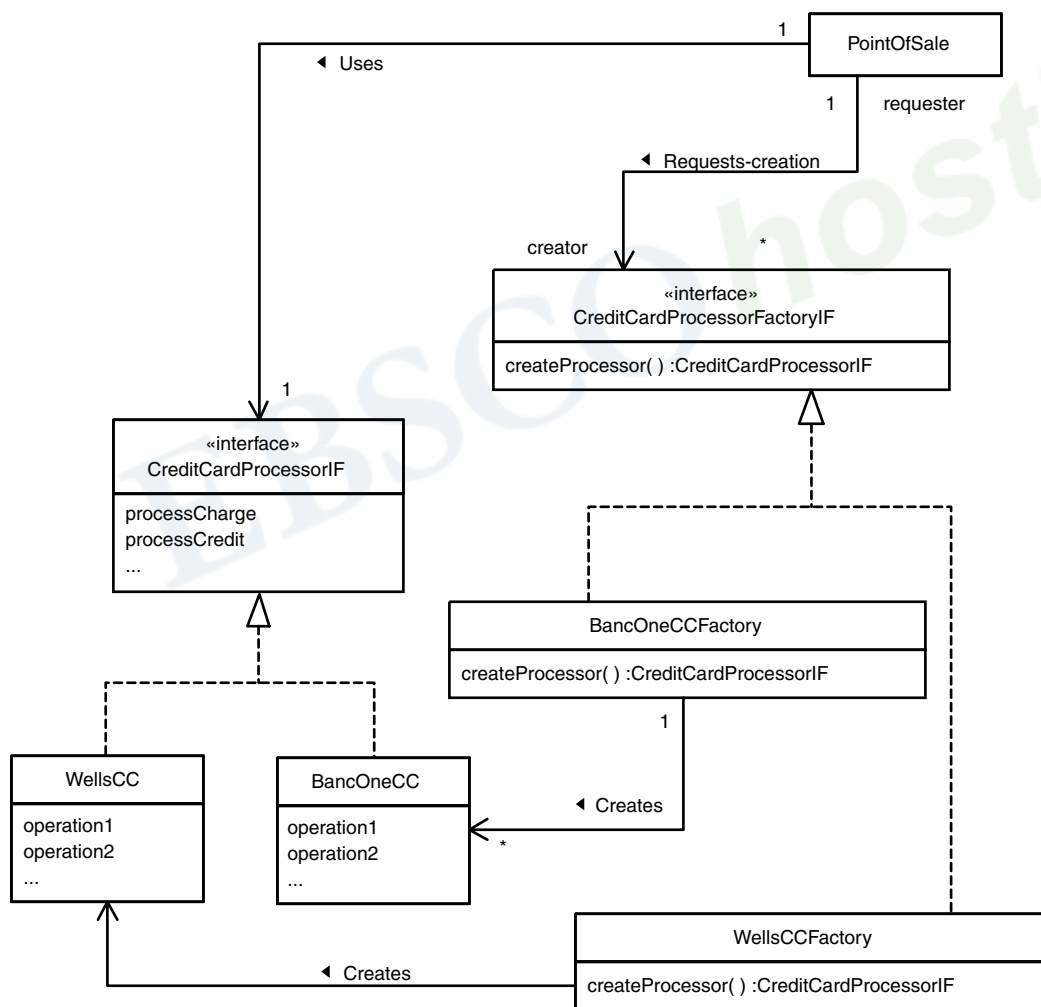 1
PointOfSale
◄ Uses
1
requester
◄ Requests-creation
creator
*
«interface»
CreditCardProcessorFactoryIF
createProcessor( ) :CreditCardProcessorIF
1
«interface»
CreditCardProcessorIF
processCharge
processCredit
...
BancOneCCFactory
createProcessor( ) :CreditCardProcessorIF
1
WellsCC
operation1
operation2
...
BancOneCC
operation1
operation2
...
◄ Creates
*
WellsCCFactory
createProcessor( ) :CreditCardProcessorIF
◄ Creates
EBSCOhost